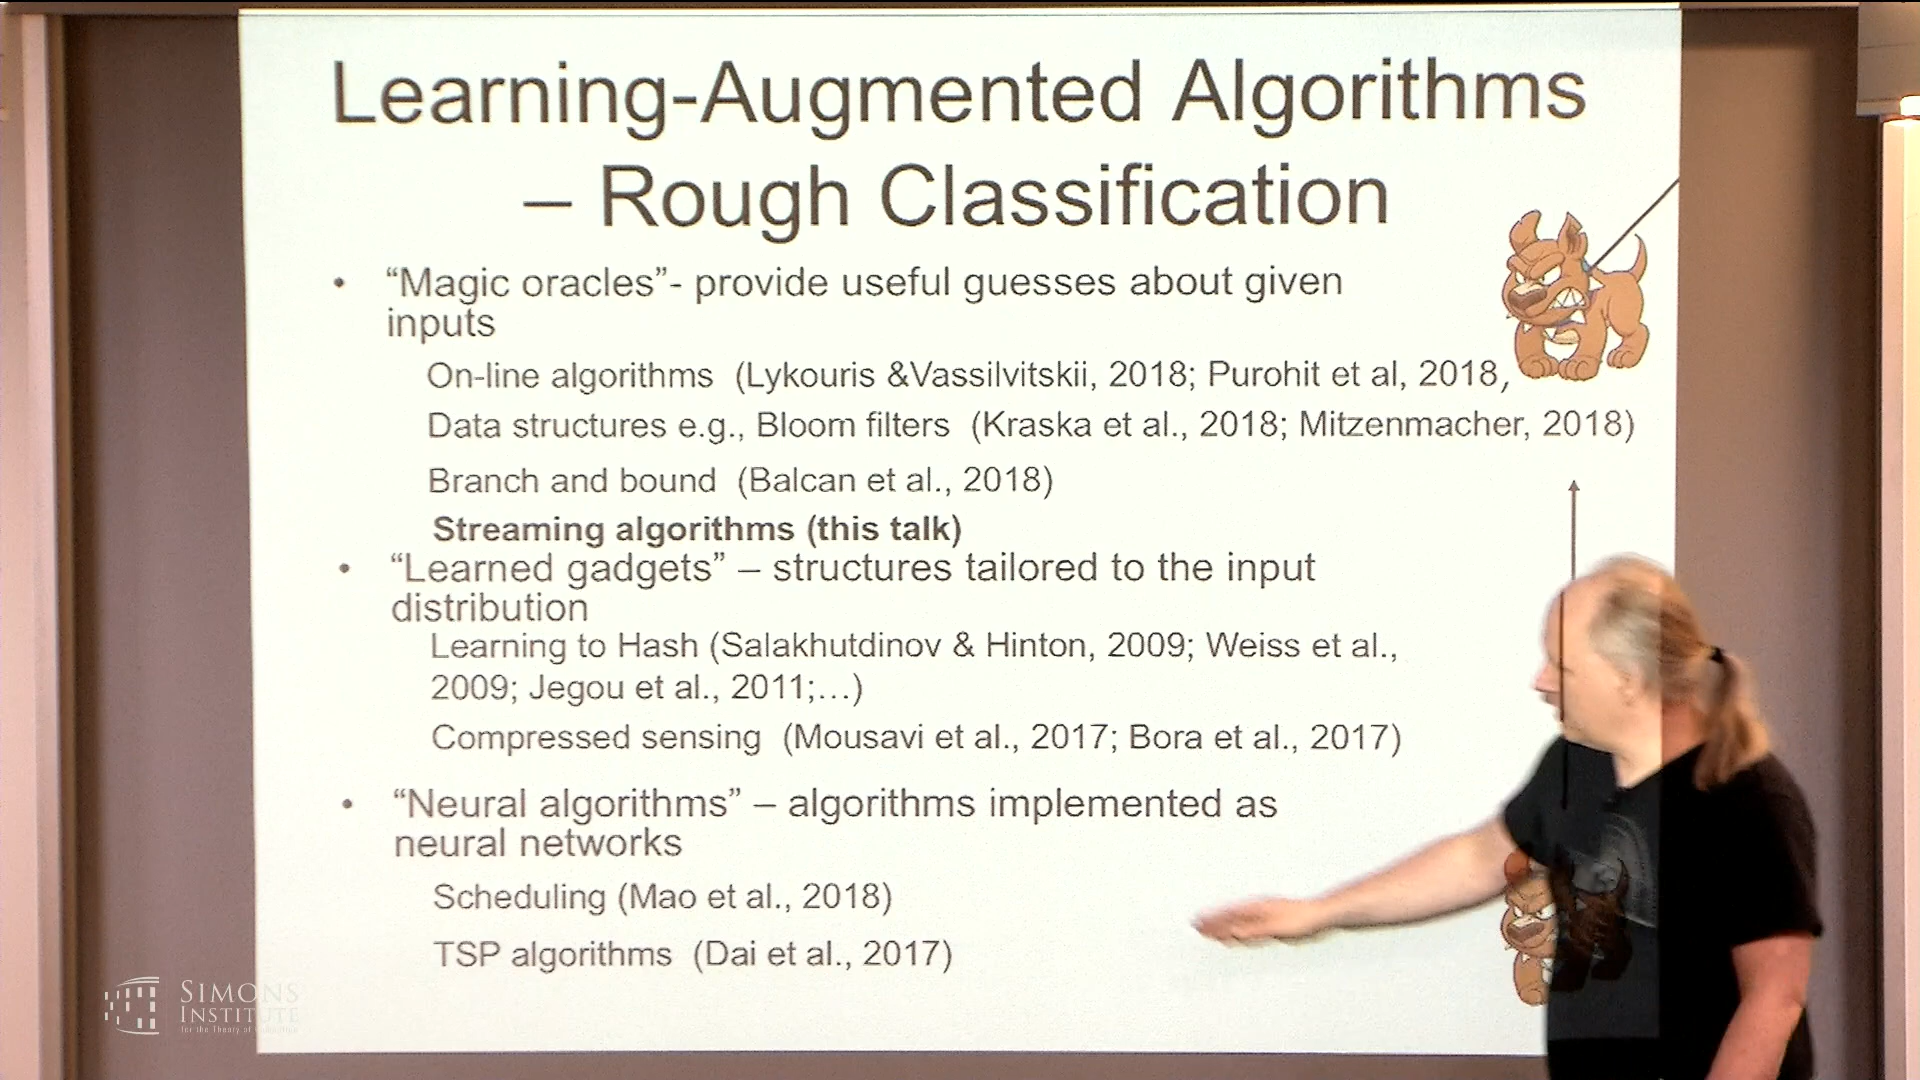 Learning-Augmented Algorithms
– Rough Classification
• “Magic oracles”- provide useful guesses about given
inputs
On-line algorithms (Lykouris &Vassilvitskii, 2018; Purohit et al, 2018,
Data structures e.g., Bloom filters (Kraska et al., 2018; Mitzenmacher, 2018)
Branch and bound (Balcan et al., 2018)
Streaming algorithms (this talk)
• “Learned gadgets” – structures tailored to the input
distribution
Learning to Hash (Salakhutdinov & Hinton, 2009; Weiss et al.,
2009; Jegou et al., 2011;…)
Compressed sensing (Mousavi et al., 2017; Bora et al., 2017)
• “Neural algorithms” – algorithms implemented as
neural networks
Scheduling (Mao et al., 2018)
TSP algorithms (Dai et al., 2017)
SIMONS
INSTITUTE
for the Theory of